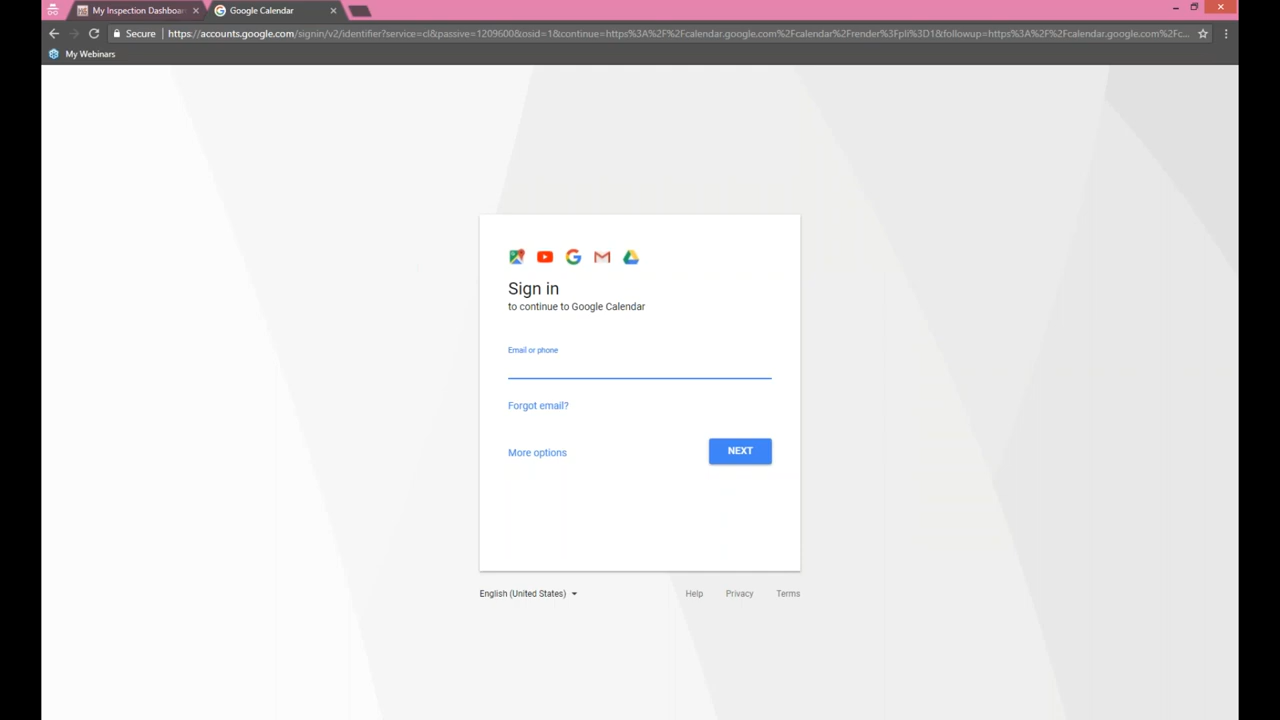 My Inspection Dashboar
Google Calendar
Secure
https://accounts.google.com/signin/v2/identifier?service=cl&passive=1209600&osid=1&continue=https%3A%2F%2Fcalendar.google.com%2Fcalendar%2Frender%3Fpli%3D1&followup=https%3A%2F%2Fcalendar.google.com%2Fc...
My Webinars
Sign in
to continue to Google Calendar
Email or phone
Forgot email?
More options
NEXT
English (United States)
Help
Privacy
Terms